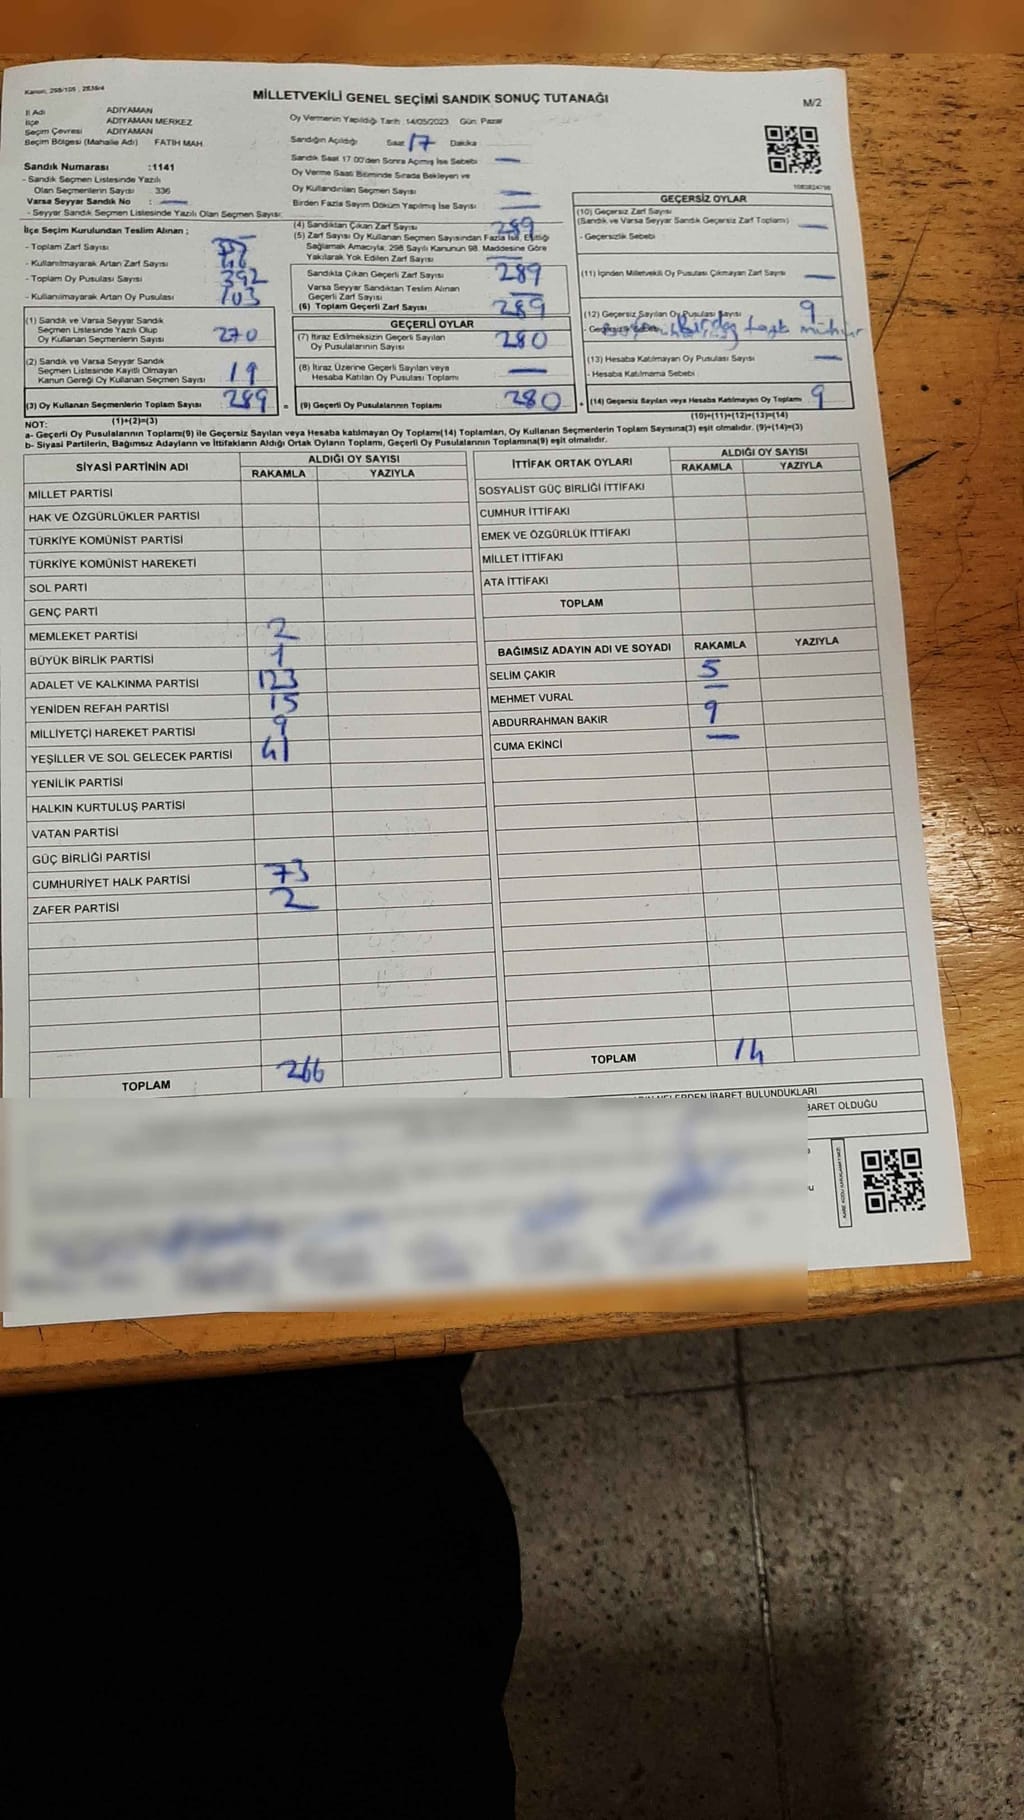 Kanun: 298/105 , 2839/4
MİLLETVEKİLİ GENEL SEÇİMİ SANDIK SONUÇ TUTANAĞI
M/2
İl Adı ADIYAMAN
İlçe ADIYAMAN MERKEZ
Seçim Çevresi ADIYAMAN
Seçim Bölgesi (Mahalle Adı) FATİH MAH.
Sandık Numarası :1141
- Sandık Seçmen Listesinde Yazılı
Olan Seçmenlerin Sayısı 336
Varsa Seyyar Sandık No : —
- Seyyar Sandık Seçmen Listesinde Yazılı Olan Seçmen Sayısı:
Oy Vermenin Yapıldığı Tarih: 14/05/2023 Gün: Pazar
Sandığın Açıldığı Saat 17 Dakika
Sandık Saat 17.00'den Sonra Açılmış İse Sebebi —
Oy Verme Saati Bitiminde Sırada Bekleyen ve
Oy Kullandırılan Seçmen Sayısı —
Birden Fazla Sayım Döküm Yapılmış İse Sayısı —
1083824798
İlçe Seçim Kurulundan Teslim Alınan ;
- Toplam Zarf Sayısı
- Kullanılmayarak Artan Zarf Sayısı
- Toplam Oy Pusulası Sayısı 392
- Kullanılmayarak Artan Oy Pusulası 103
(1) Sandık ve Varsa Seyyar Sandık
Seçmen Listesinde Yazılı Olup
Oy Kullanan Seçmenlerin Sayısı 270
(2) Sandık ve Varsa Seyyar Sandık
Seçmen Listesinde Kayıtlı Olmayan
Kanun Gereği Oy Kullanan Seçmen Sayısı 19
(3) Oy Kullanan Seçmenlerin Toplam Sayısı 289
(1)+(2)=(3)
(4) Sandıktan Çıkan Zarf Sayısı 289
(5) Zarf Sayısı Oy Kullanan Seçmen Sayısından Fazla İse, Eşitliği
Sağlamak Amacıyla, 298 Sayılı Kanunun 98. Maddesine Göre
Yakılarak Yok Edilen Zarf Sayısı —
Sandıkta Çıkan Geçerli Zarf Sayısı 289
Varsa Seyyar Sandıktan Teslim Alınan
Geçerli Zarf Sayısı —
(6) Toplam Geçerli Zarf Sayısı 289
GEÇERLİ OYLAR
(7) İtiraz Edilmeksizin Geçerli Sayılan
Oy Pusulalarının Sayısı 280
(8) İtiraz Üzerine Geçerli Sayılan veya
Hesaba Katılan Oy Pusulası Toplamı —
= (9) Geçerli Oy Pusulalarının Toplamı 280
GEÇERSİZ OYLAR
(10) Geçersiz Zarf Sayısı
(Sandık ve Varsa Seyyar Sandık Geçersiz Zarf Toplamı) —
- Geçersizlik Sebebi
(11) İçinden Milletvekili Oy Pusulası Çıkmayan Zarf Sayısı —
(12) Geçersiz Sayılan Oy Pusulası Sayısı 9
- Geçersizlik Sebebi Birden fazla mühür
(13) Hesaba Katılmayan Oy Pusulası Sayısı —
- Hesaba Katılmama Sebebi
+ (14) Geçersiz Sayılan veya Hesaba Katılmayan Oy Toplamı 9
(10)+(11)+(12)+(13)=(14)
NOT:
a- Geçerli Oy Pusulalarının Toplamı(9) ile Geçersiz Sayılan veya Hesaba katılmayan Oy Toplamı(14) Toplamları, Oy Kullanan Seçmenlerin Toplam Sayısına(3) eşit olmalıdır. (9)+(14)=(3)
b- Siyasi Partilerin, Bağımsız Adayların ve İttifakların Aldığı Ortak Oyların Toplamı, Geçerli Oy Pusulalarının Toplamına(9) eşit olmalıdır.
SİYASİ PARTİNİN ADI ALDIĞI OY SAYISI
RAKAMLA YAZIYLA
MİLLET PARTİSİ
HAK VE ÖZGÜRLÜKLER PARTİSİ
TÜRKİYE KOMÜNİST PARTİSİ
TÜRKİYE KOMÜNİST HAREKETİ
SOL PARTİ
GENÇ PARTİ
MEMLEKET PARTİSİ 2
BÜYÜK BİRLİK PARTİSİ 1
ADALET VE KALKINMA PARTİSİ 123
YENİDEN REFAH PARTİSİ 15
MİLLİYETÇİ HAREKET PARTİSİ 9
YEŞİLLER VE SOL GELECEK PARTİSİ 41
YENİLİK PARTİSİ
HALKIN KURTULUŞ PARTİSİ
VATAN PARTİSİ
GÜÇ BİRLİĞİ PARTİSİ
CUMHURİYET HALK PARTİSİ 73
ZAFER PARTİSİ 2
TOPLAM 266
İTTİFAK ORTAK OYLARI ALDIĞI OY SAYISI
RAKAMLA YAZIYLA
SOSYALİST GÜÇ BİRLİĞİ İTTİFAKI
CUMHUR İTTİFAKI
EMEK VE ÖZGÜRLÜK İTTİFAKI
MİLLET İTTİFAKI
ATA İTTİFAKI
TOPLAM
BAĞIMSIZ ADAYIN ADI VE SOYADI RAKAMLA YAZIYLA
SELİM ÇAKIR 5
MEHMET VURAL —
ABDURRAHMAN BAKIR 9
CUMA EKİNCİ —
TOPLAM 14
İBARET BULUNDUKLARI
İBARET OLDUĞU